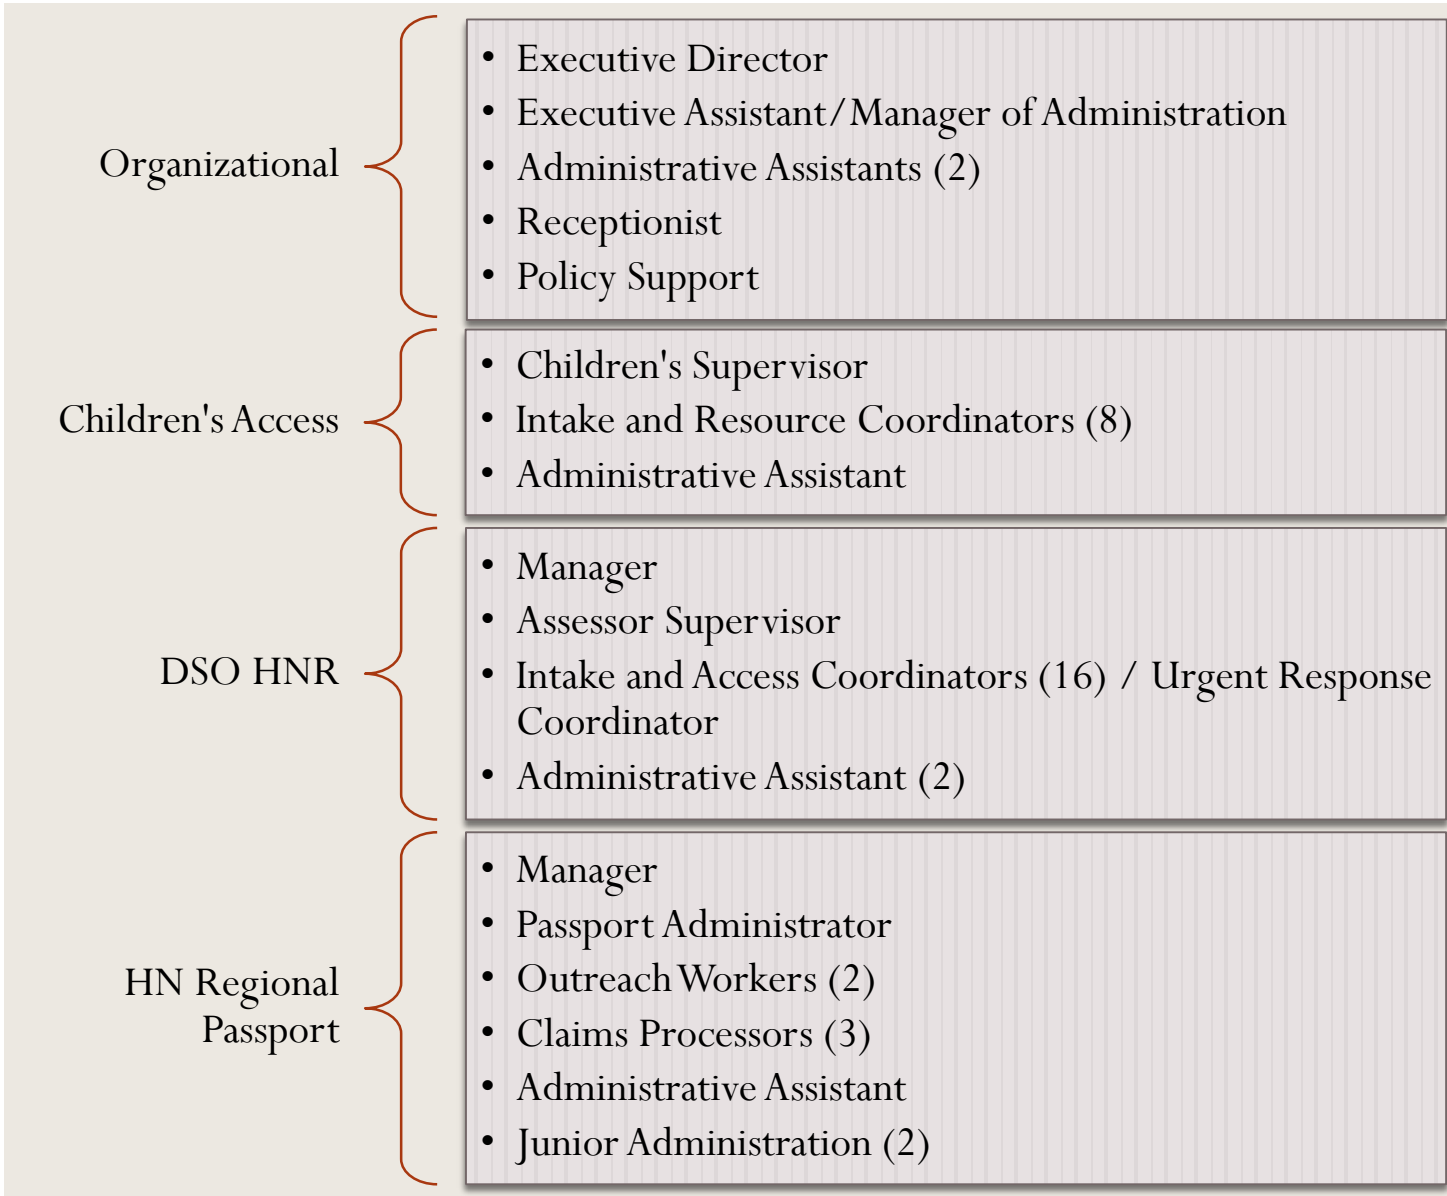 Organizational
• Executive Director
• Executive Assistant/Manager of Administration
• Administrative Assistants (2)
• Receptionist
• Policy Support
Children's Access
• Children's Supervisor
• Intake and Resource Coordinators (8)
• Administrative Assistant
DSO HNR
• Manager
• Assessor Supervisor
• Intake and Access Coordinators (16) / Urgent Response
Coordinator
• Administrative Assistant (2)
HN Regional
Passport
• Manager
• Passport Administrator
• Outreach Workers (2)
• Claims Processors (3)
• Administrative Assistant
• Junior Administration (2)